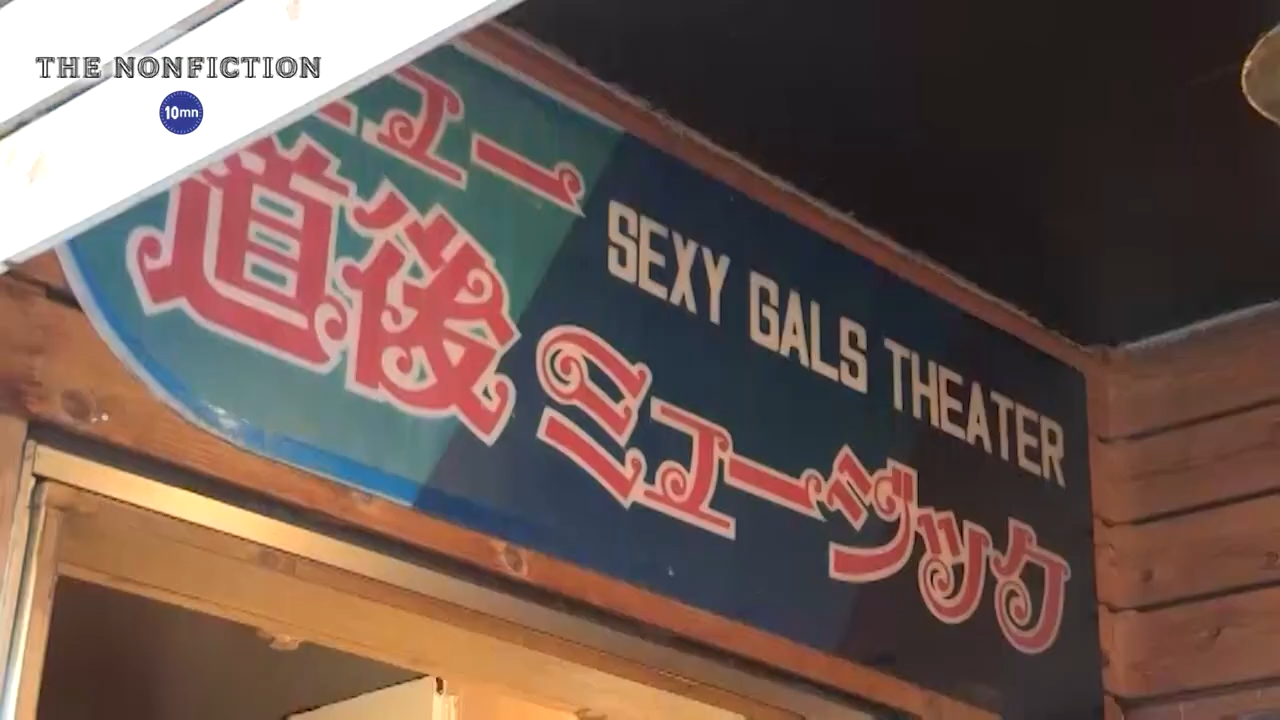 THE NONFICTION
10mn
ニュー
道後
SEXY GALS THEATER
ミュージック